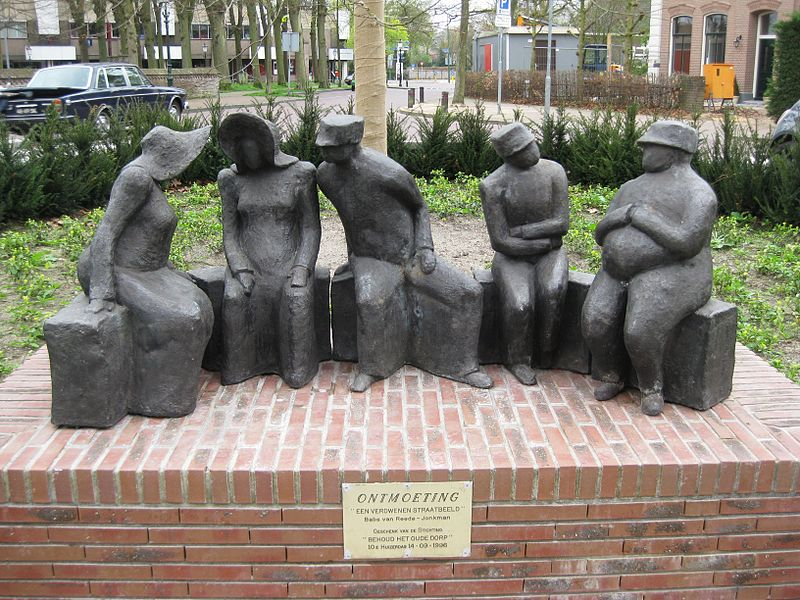 ONTMOETING
"EEN VERDWENEN STRAATBEELD"
Babs van Reede-Jonkman
GESCHENK VAN DE STICHTING
"BEHOUD HET OUDE DORP"
10E HUIZERDAG 14-09-1996